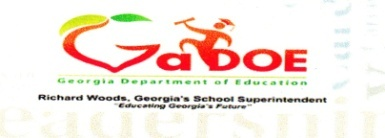 GaDOE
Georgia Department of Education
Richard Woods, Georgia's School Superintendent
"Educating Georgia's Future"